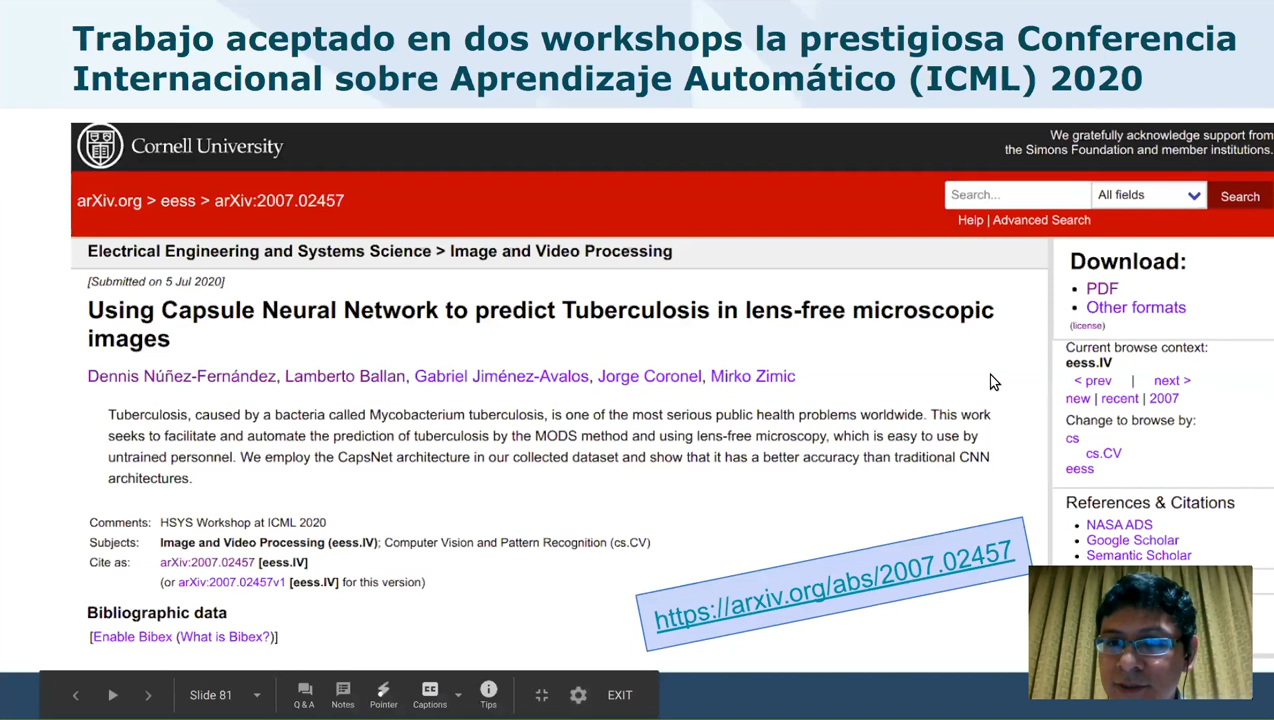 Trabajo aceptado en dos workshops la prestigiosa Conferencia
Internacional sobre Aprendizaje Automático (ICML) 2020
Cornell University
We gratefully acknowledge support from
the Simons Foundation and member institutions.
arXiv.org > eess > arXiv:2007.02457
Search...
All fields
Search
Help | Advanced Search
Electrical Engineering and Systems Science > Image and Video Processing
[Submitted on 5 Jul 2020]
Using Capsule Neural Network to predict Tuberculosis in lens-free microscopic
images
Dennis Núñez-Fernández, Lamberto Ballan, Gabriel Jiménez-Avalos, Jorge Coronel, Mirko Zimic
Tuberculosis, caused by a bacteria called Mycobacterium tuberculosis, is one of the most serious public health problems worldwide. This work
seeks to facilitate and automate the prediction of tuberculosis by the MODS method and using lens-free microscopy, which is easy to use by
untrained personnel. We employ the CapsNet architecture in our collected dataset and show that it has a better accuracy than traditional CNN
architectures.
Comments: HSYS Workshop at ICML 2020
Subjects: Image and Video Processing (eess.IV); Computer Vision and Pattern Recognition (cs.CV)
Cite as: arXiv:2007.02457 [eess.IV]
(or arXiv:2007.02457v1 [eess.IV] for this version)
Bibliographic data
[Enable Bibex (What is Bibex?)]
https://arxiv.org/abs/2007.02457
Download:
PDF
Other formats
(license)
Current browse context:
eess.IV
< prev | next >
new | recent | 2007
Change to browse by:
cs
cs.CV
eess
References & Citations
NASA ADS
Google Scholar
Semantic Scholar
Slide 81
Q & A
Notes
Pointer
Captions
Tips
EXIT